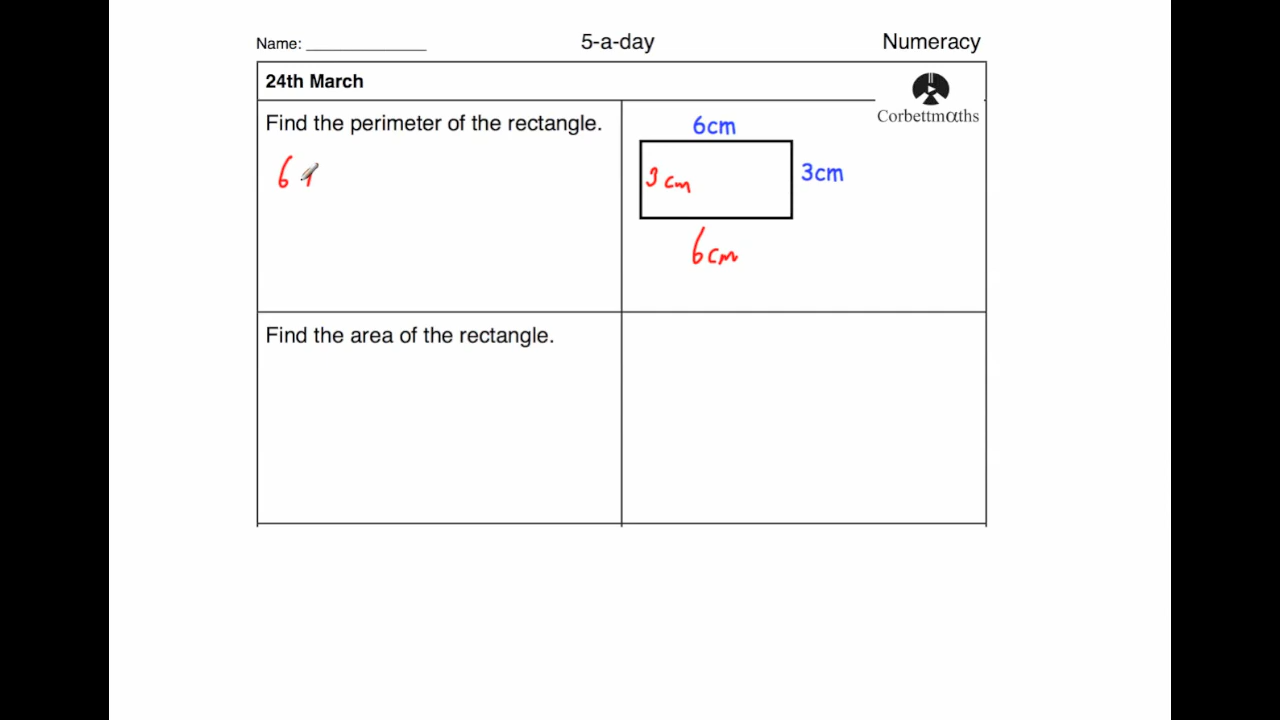 Name: ______________ 5-a-day Numeracy
24th March
Corbettmαths
Find the perimeter of the rectangle.
6
6cm
3cm
3cm
6cm
Find the area of the rectangle.